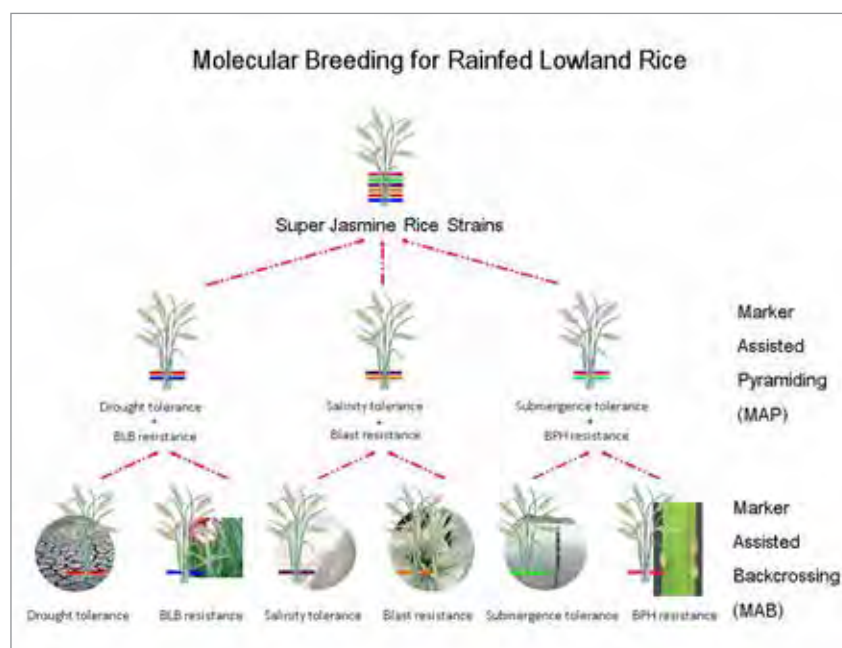 Molecular Breeding for Rainfed Lowland Rice
Super Jasmine Rice Strains
Drought tolerance
+
BLB resistance
Salinity tolerance
+
Blast resistance
Submergence tolerance
+
BPH resistance
Marker
Assisted
Pyramiding
(MAP)
Drought tolerance
BLB resistance
Salinity tolerance
Blast resistance
Submergence tolerance
BPH resistance
Marker
Assisted
Backcrossing
(MAB)